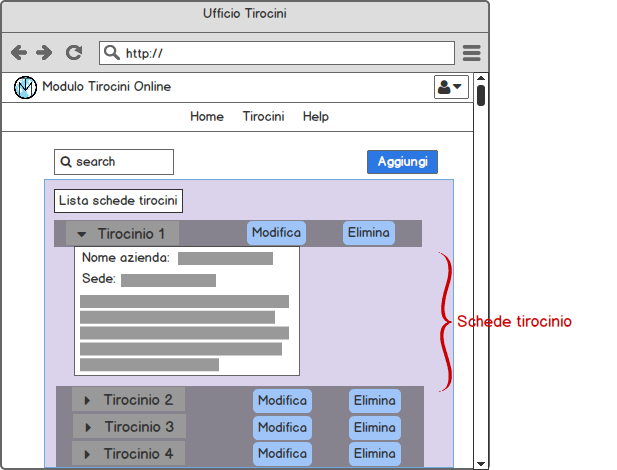 Ufficio Tirocini
http://
Modulo Tirocini Online
Home Tirocini Help
search
Aggiungi
Lista schede tirocini
Tirocinio 1 Modifica Elimina
Nome azienda:
Sede:
Schede tirocinio
Tirocinio 2 Modifica Elimina
Tirocinio 3 Modifica Elimina
Tirocinio 4 Modifica Elimina